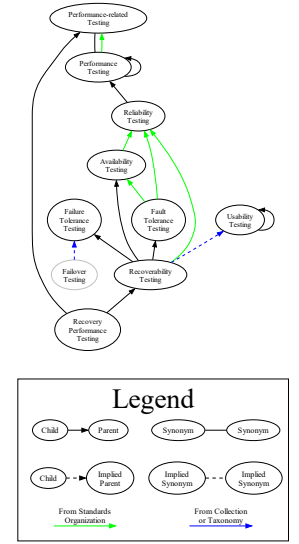 Performance-related
Testing
Performance
Testing
Reliability
Testing
Availability
Testing
Failure
Tolerance
Testing
Fault
Tolerance
Testing
Usability
Testing
Failover
Testing
Recoverability
Testing
Recovery
Performance
Testing
Legend
Child
Parent
Synonym
Synonym
Child
Implied
Parent
Implied
Synonym
Implied
Synonym
From Standards
Organization
From Collection
or Taxonomy